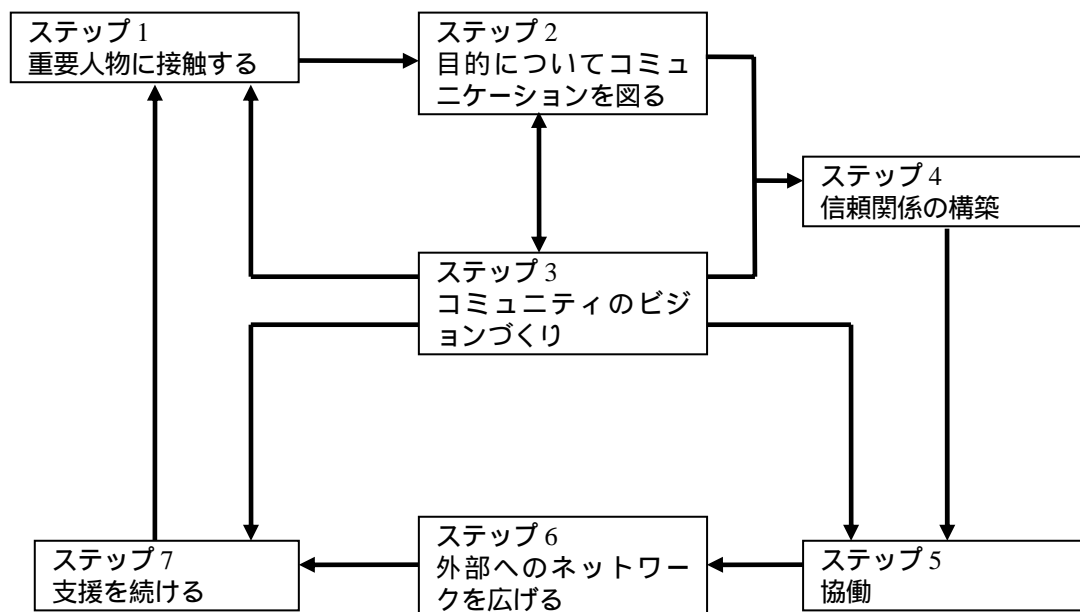 ステップ 1
重要人物に接触する
ステップ 2
目的についてコミュ
ニケーションを図る
ステップ 4
信頼関係の構築
ステップ 3
コミュニティのビジ
ョンづくり
ステップ 7
支援を続ける
ステップ 6
外部へのネットワー
クを広げる
ステップ 5
協働